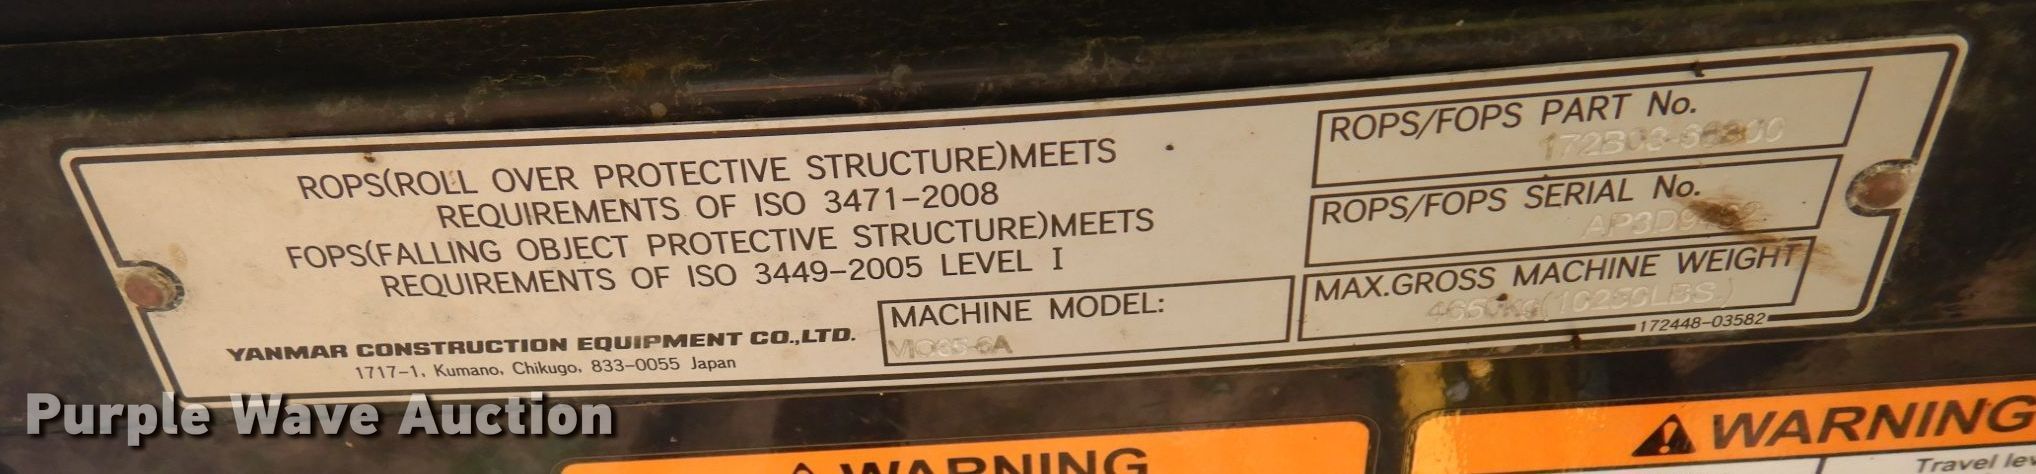 ROPS(ROLL OVER PROTECTIVE STRUCTURE)MEETS
REQUIREMENTS OF ISO 3471-2008
FOPS(FALLING OBJECT PROTECTIVE STRUCTURE)MEETS
REQUIREMENTS OF ISO 3449-2005 LEVEL I
YANMAR CONSTRUCTION EQUIPMENT CO.,LTD.
1717-1, Kumano, Chikugo, 833-0055 Japan
MACHINE MODEL:
ROPS/FOPS PART No.
ROPS/FOPS SERIAL No.
MAX.GROSS MACHINE WEIGHT
172448-03582
Purple Wave Auction
WARNING
WARNING
Travel